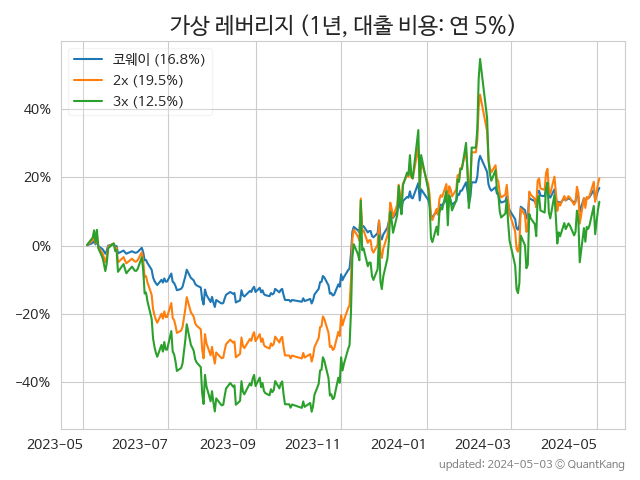 가상 레버리지 (1년, 대출 비용: 연 5%)
코웨이 (16.8%)
2x (19.5%)
3x (12.5%)
40%
20%
0%
−20%
−40%
2023-05 2023-07 2023-09 2023-11 2024-01 2024-03 2024-05
updated: 2024-05-03 © QuantKang